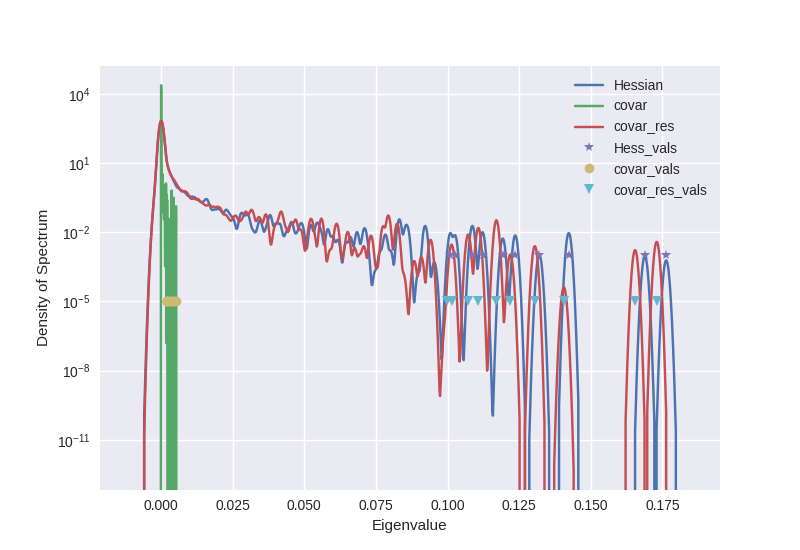 10^4
10^1
10^−2
10^−5
10^−8
10^−11
Density of Spectrum
Hessian
covar
covar_res
Hess_vals
covar_vals
covar_res_vals
0.000 0.025 0.050 0.075 0.100 0.125 0.150 0.175
Eigenvalue